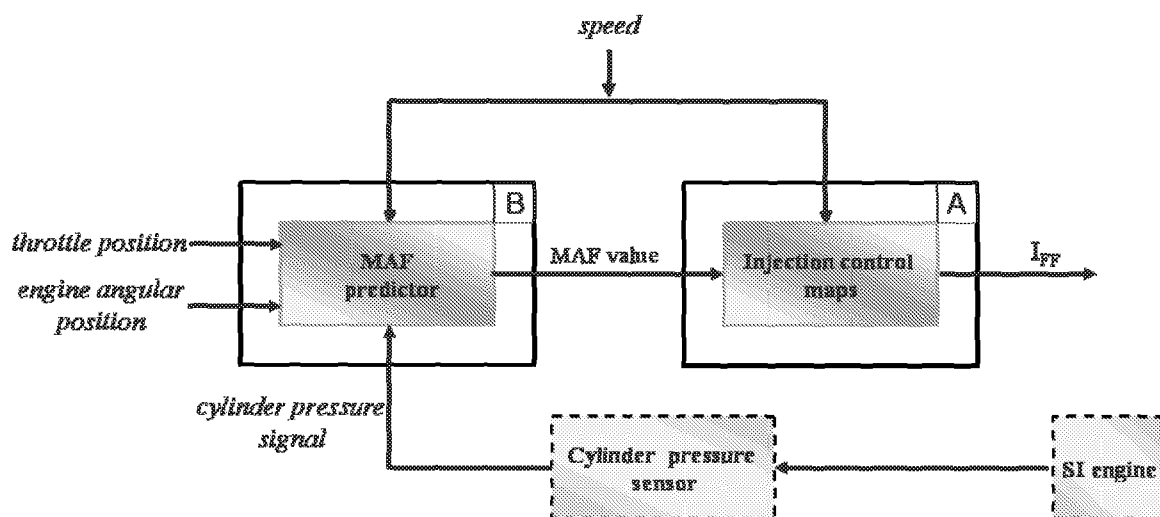 speed
B
A
throttle position
MAF
predictor
MAF value
Injection control
maps
I_FF
engine angular
position
cylinder pressure
signal
Cylinder pressure
sensor
SI engine